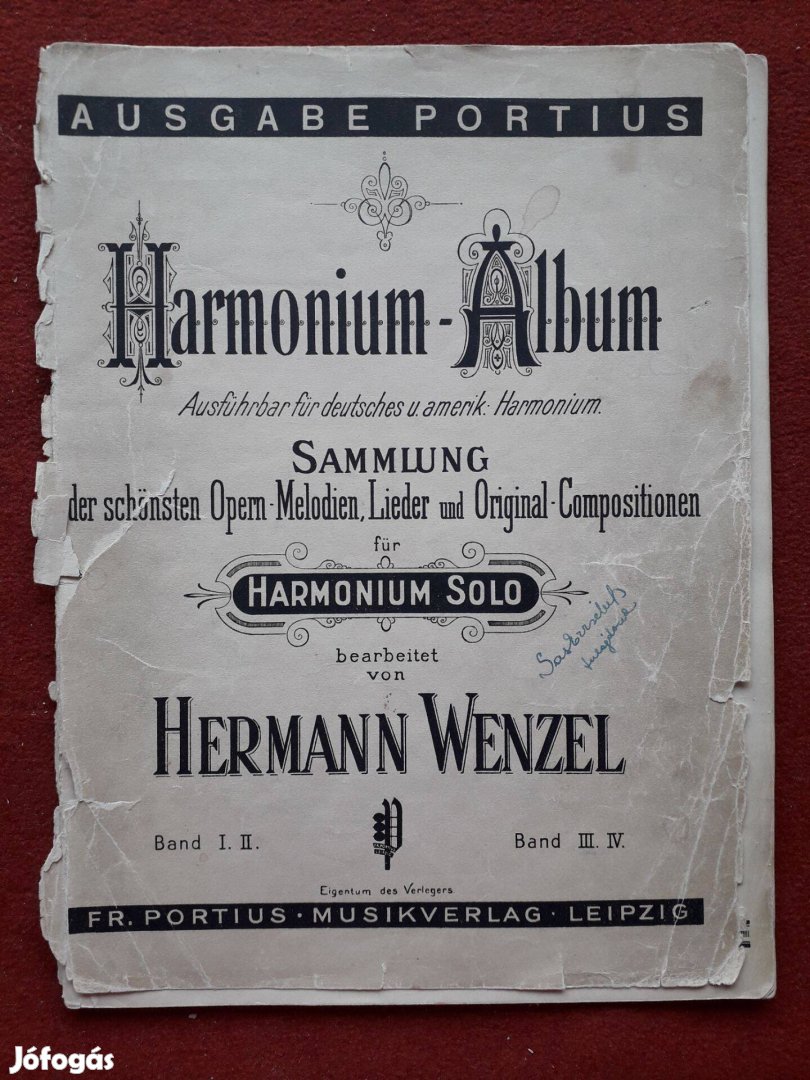 AUSGABE PORTIUS
Harmonium-Album
Ausführbar für deutsches u. amerik: Harmonium.
SAMMLUNG
der schönsten Opern-Melodien, Lieder und Original-Compositionen
für
HARMONIUM SOLO
bearbeitet
von
HERMANN WENZEL
Band I. II.
Band III. IV.
Eigentum des Verlegers
FR. PORTIUS · MUSIKVERLAG · LEIPZIG
Jófogás